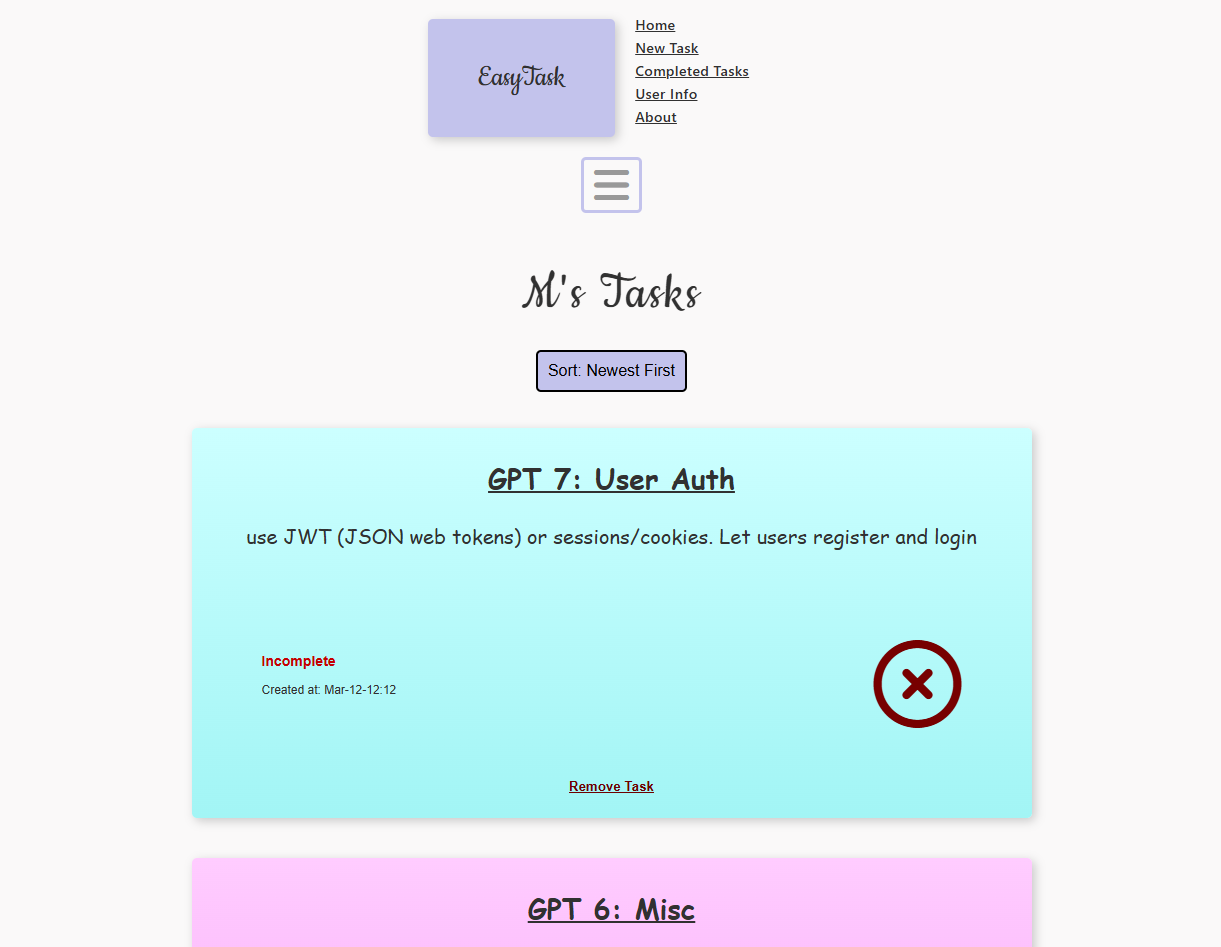 EasyTask
Home
New Task
Completed Tasks
User Info
About
M's Tasks
Sort: Newest First
GPT 7: User Auth
use JWT (JSON web tokens) or sessions/cookies. Let users register and login
Incomplete
Created at: Mar-12-12:12
Remove Task
GPT 6: Misc